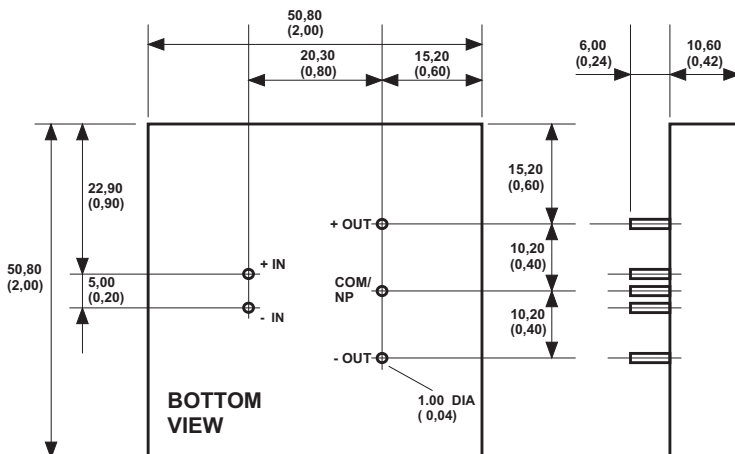 50,80
(2,00)
20,30
(0,80)
15,20
(0,60)
6,00
(0,24)
10,60
(0,42)
22,90
(0,90)
15,20
(0,60)
+ OUT
+ IN
10,20
(0,40)
50,80
(2,00)
5,00
(0,20)
COM/
NP
- IN
10,20
(0,40)
- OUT
BOTTOM
VIEW
1.00 DIA
( 0,04)